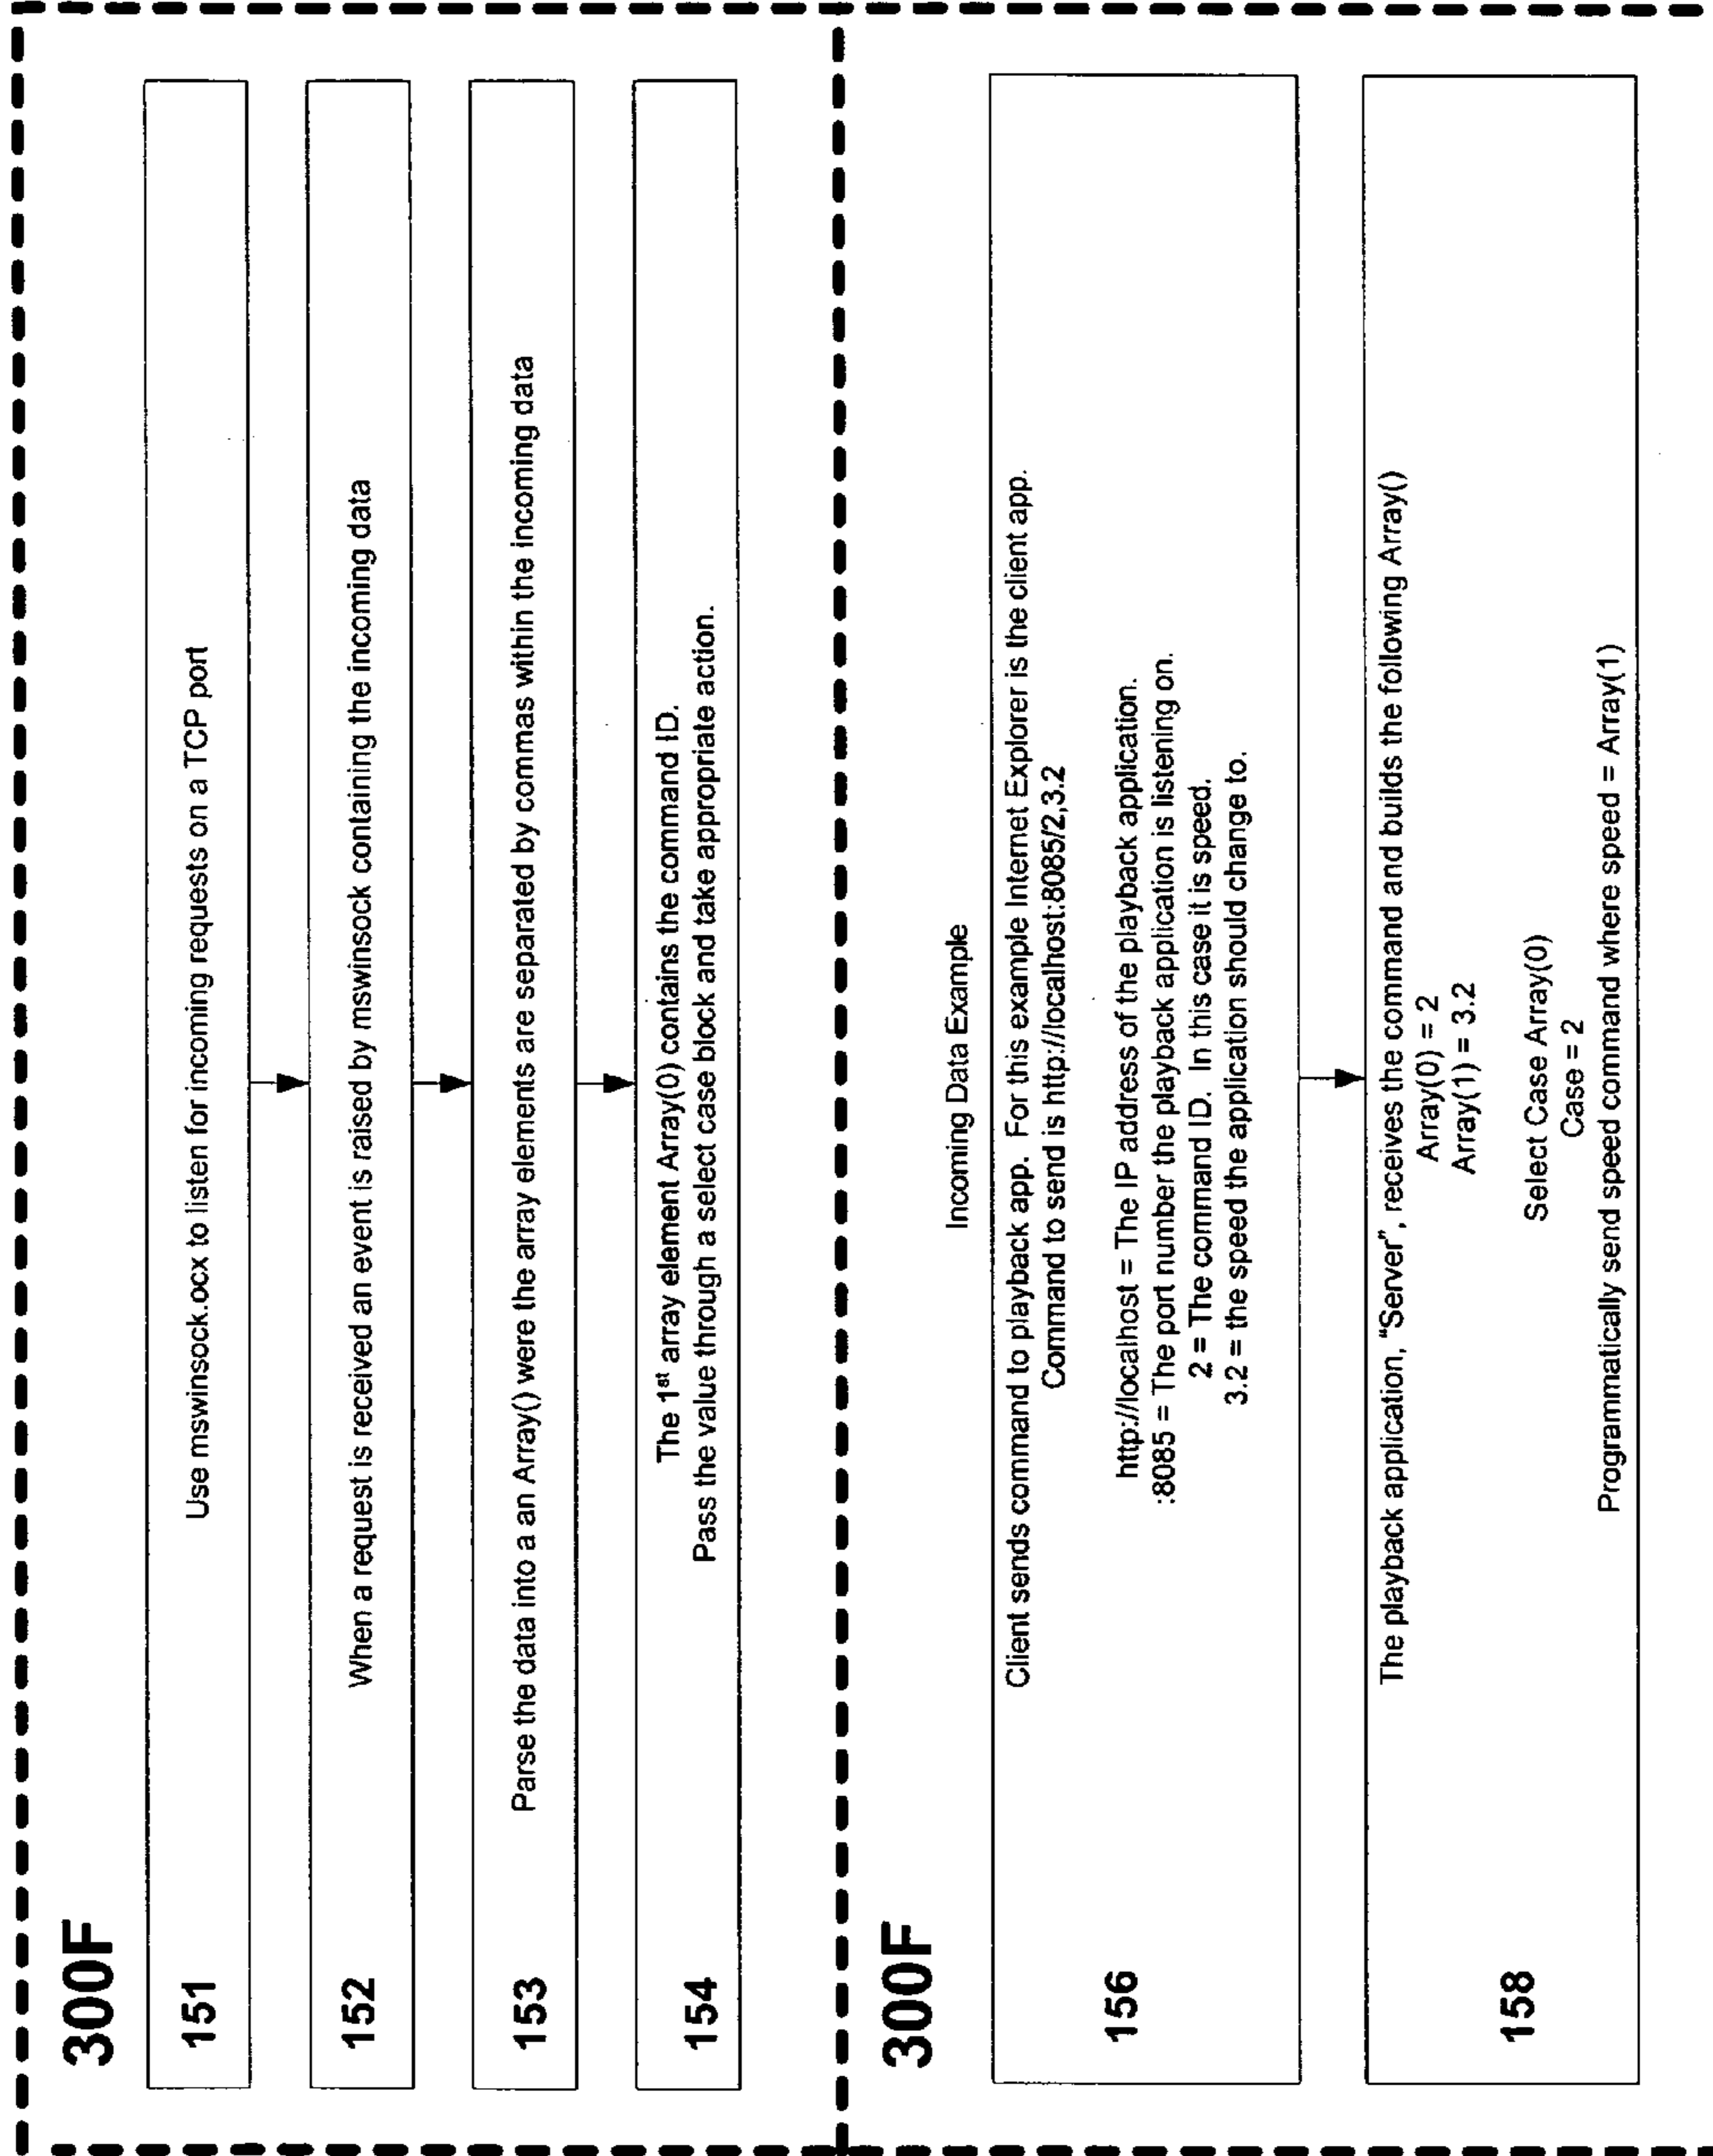 300F
151
Use mswinsock.ocx to listen for incoming requests on a TCP port
152
When a request is received an event is raised by mswinsock containing the incoming data
153
Parse the data into a an Array() were the array elements are separated by commas within the incoming data
154
The 1st array element Array(0) contains the command ID.
Pass the value through a select case block and take appropriate action.
300F
Incoming Data Example
156
Client sends command to playback app. For this example Internet Explorer is the client app.
Command to send is http://localhost:8085/2,3.2
http://localhost = The IP address of the playback application.
:8085 = The port number the playback application is listening on.
2 = The command ID. In this case it is speed.
3.2 = the speed the application should change to.
158
The playback application, “Server”, receives the command and builds the following Array()
Array(0) = 2
Array(1) = 3.2
Select Case Array(0)
Case = 2
Programmatically send speed command where speed = Array(1)